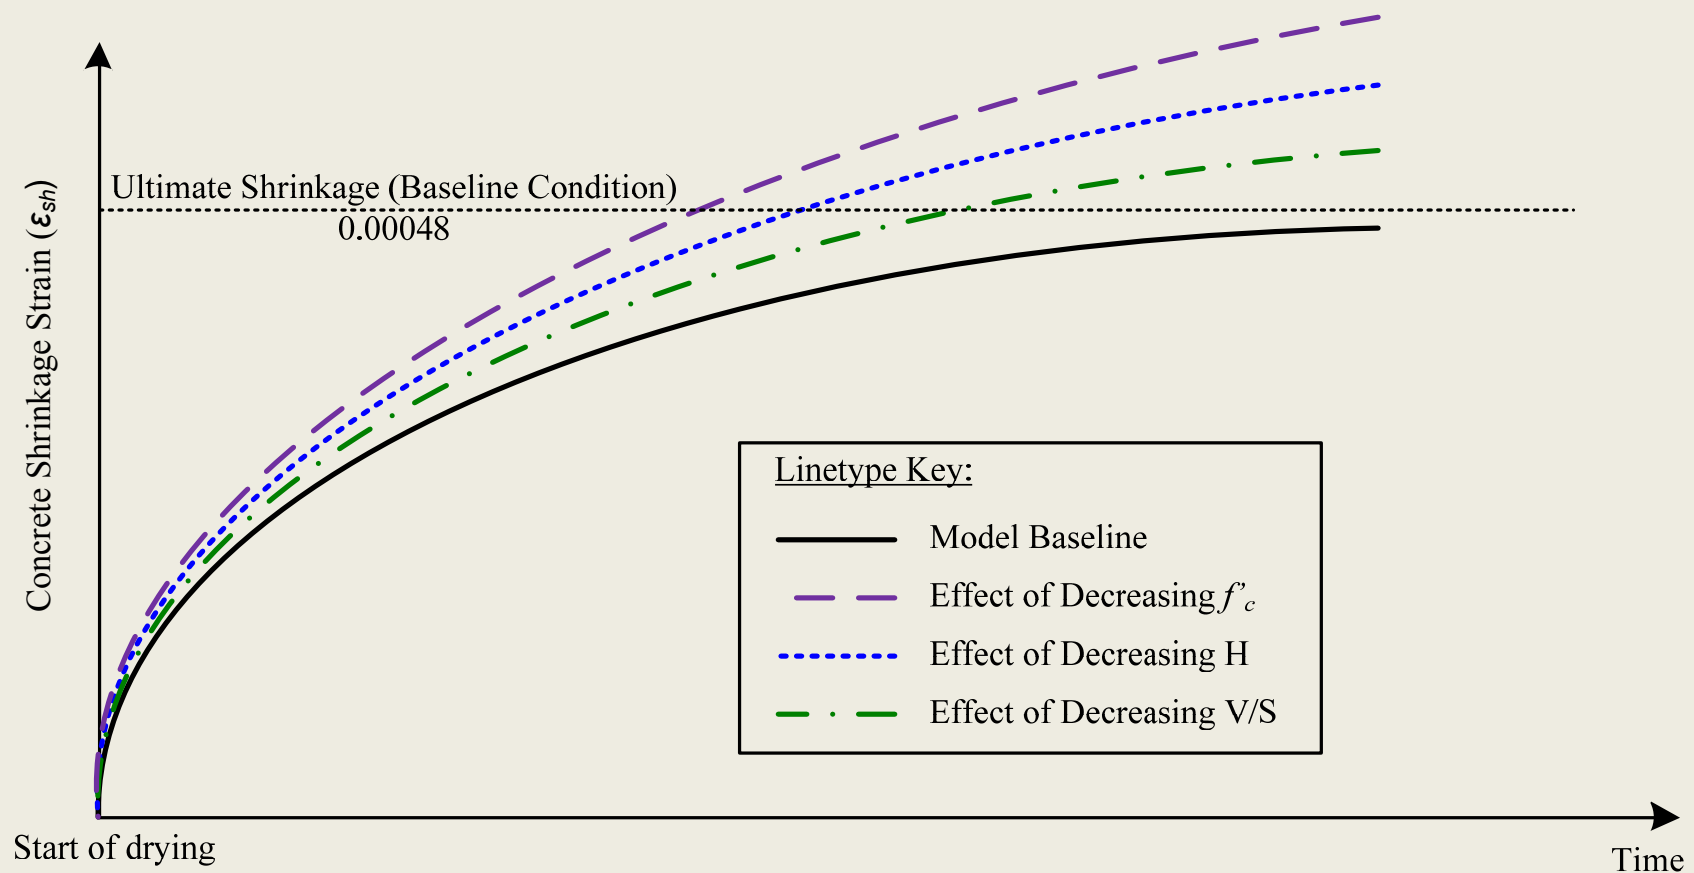 Ultimate Shrinkage (Baseline Condition)
0.00048
Concrete Shrinkage Strain (εsh)
Linetype Key:
Model Baseline
Effect of Decreasing f’c
Effect of Decreasing H
Effect of Decreasing V/S
Start of drying
Time